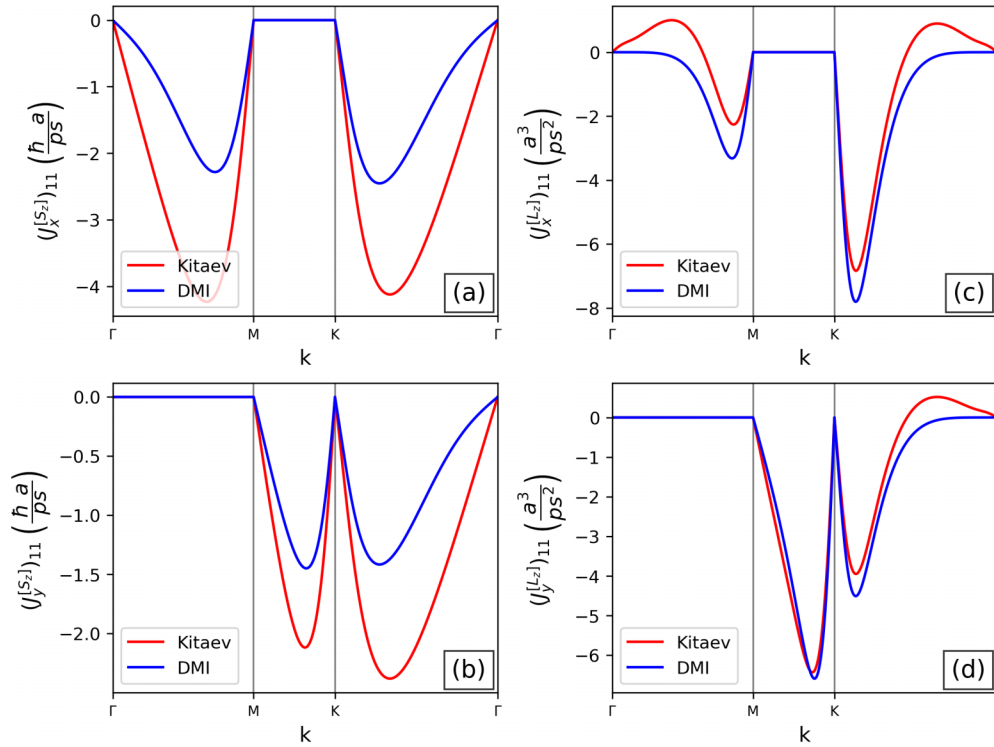 (J_x^{[S_z]})_{11} (ħ a / ps)
0
−1
−2
−3
−4
Kitaev
DMI
(a)
Γ
M
K
Γ
k
(J_x^{[L_z]})_{11} (a^3 / ps^2)
0
−2
−4
−6
−8
Kitaev
DMI
(c)
Γ
M
K
k
(J_y^{[S_z]})_{11} (ħ a / ps)
0.0
−0.5
−1.0
−1.5
−2.0
Kitaev
DMI
(b)
Γ
M
K
Γ
k
(J_y^{[L_z]})_{11} (a^3 / ps^2)
0
−1
−2
−3
−4
−5
−6
Kitaev
DMI
(d)
Γ
M
K
k